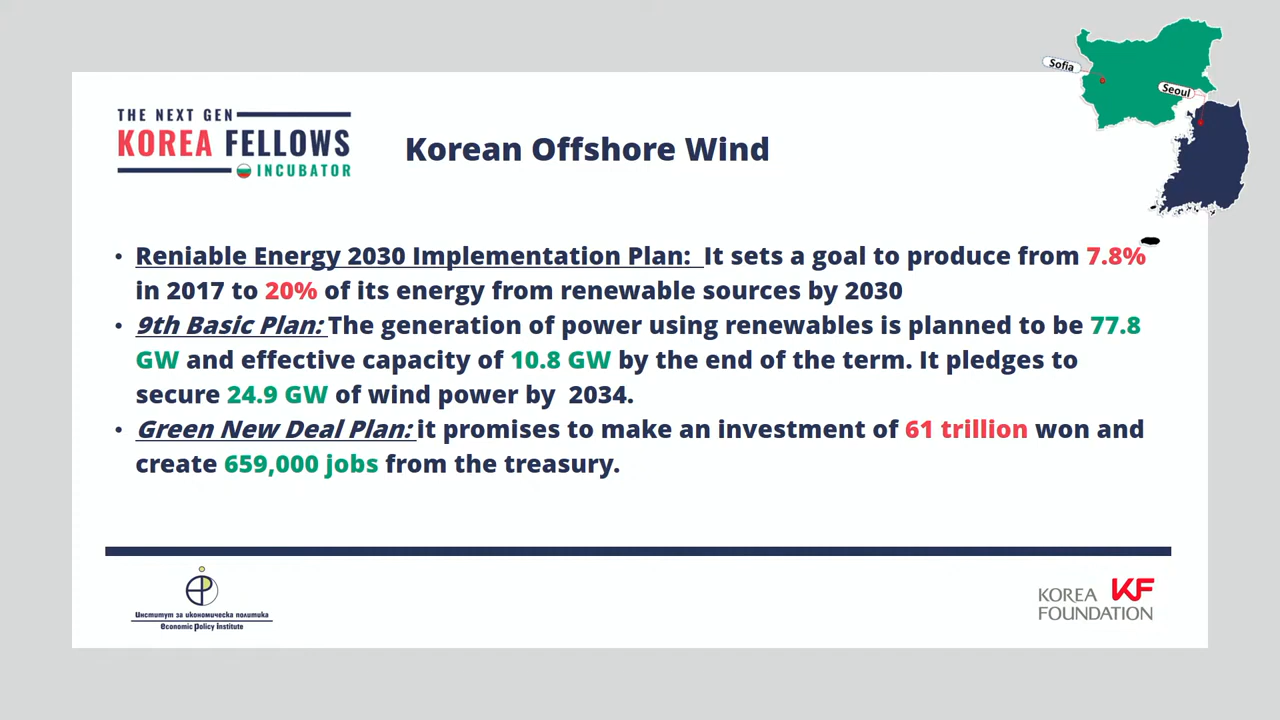 Sofia
Seoul
THE NEXT GEN
KOREA FELLOWS
INCUBATOR
Korean Offshore Wind
• Reniable Energy 2030 Implementation Plan: It sets a goal to produce from 7.8%
in 2017 to 20% of its energy from renewable sources by 2030
• 9th Basic Plan: The generation of power using renewables is planned to be 77.8
GW and effective capacity of 10.8 GW by the end of the term. It pledges to
secure 24.9 GW of wind power by 2034.
• Green New Deal Plan: it promises to make an investment of 61 trillion won and
create 659,000 jobs from the treasury.
Институт за икономическа политика
Economic Policy Institute
KOREA KF
FOUNDATION